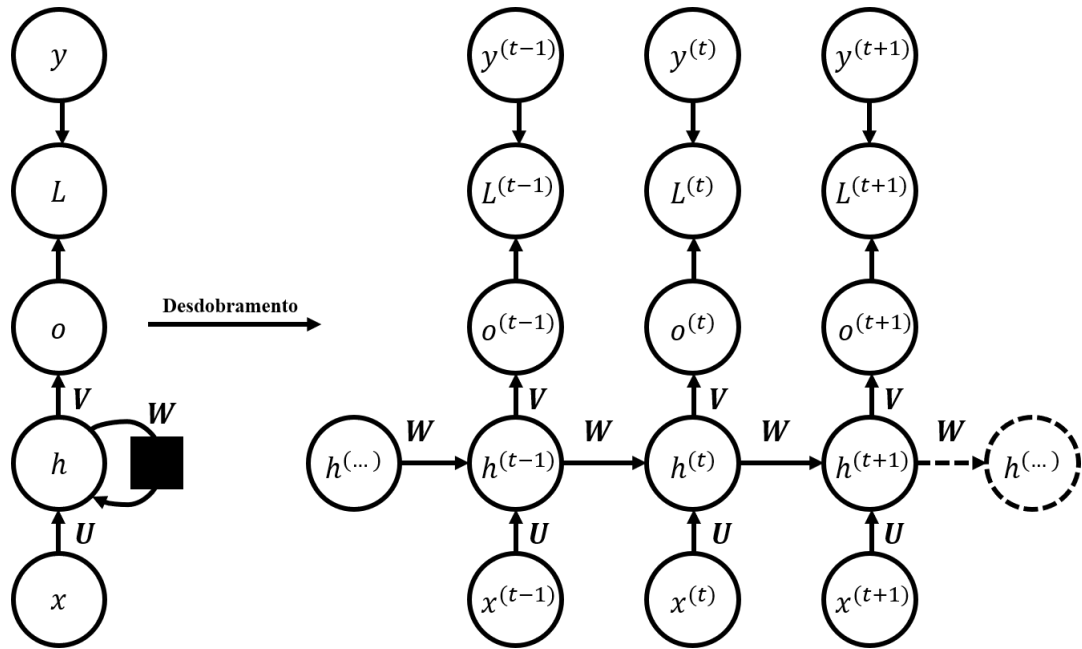 y
y^{(t−1)} y^{(t)} y^{(t+1)}
L
L^{(t−1)} L^{(t)} L^{(t+1)}
Desdobramento
o
o^{(t−1)} o^{(t)} o^{(t+1)}
V
V V V
W
W W W W
h
h^{(...)} h^{(t−1)} h^{(t)} h^{(t+1)} h^{(...)}
U
U U U
x
x^{(t−1)} x^{(t)} x^{(t+1)}